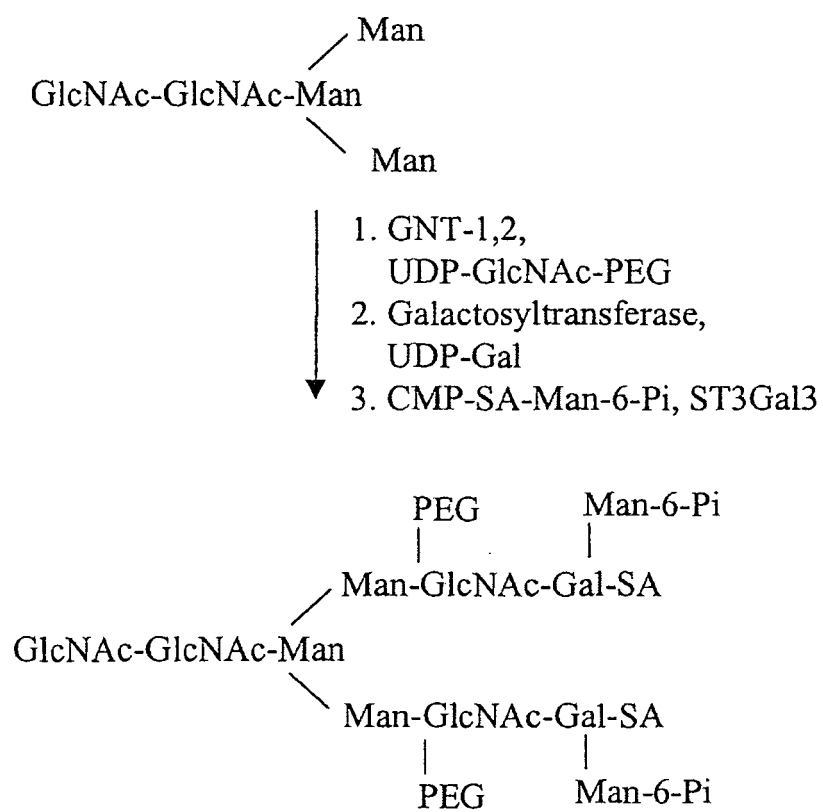 Man
GlcNAc-GlcNAc-Man
Man
1. GNT-1,2,
UDP-GlcNAc-PEG
2. Galactosyltransferase,
UDP-Gal
3. CMP-SA-Man-6-Pi, ST3Gal3
PEG Man-6-Pi
Man-GlcNAc-Gal-SA
GlcNAc-GlcNAc-Man
Man-GlcNAc-Gal-SA
PEG Man-6-Pi